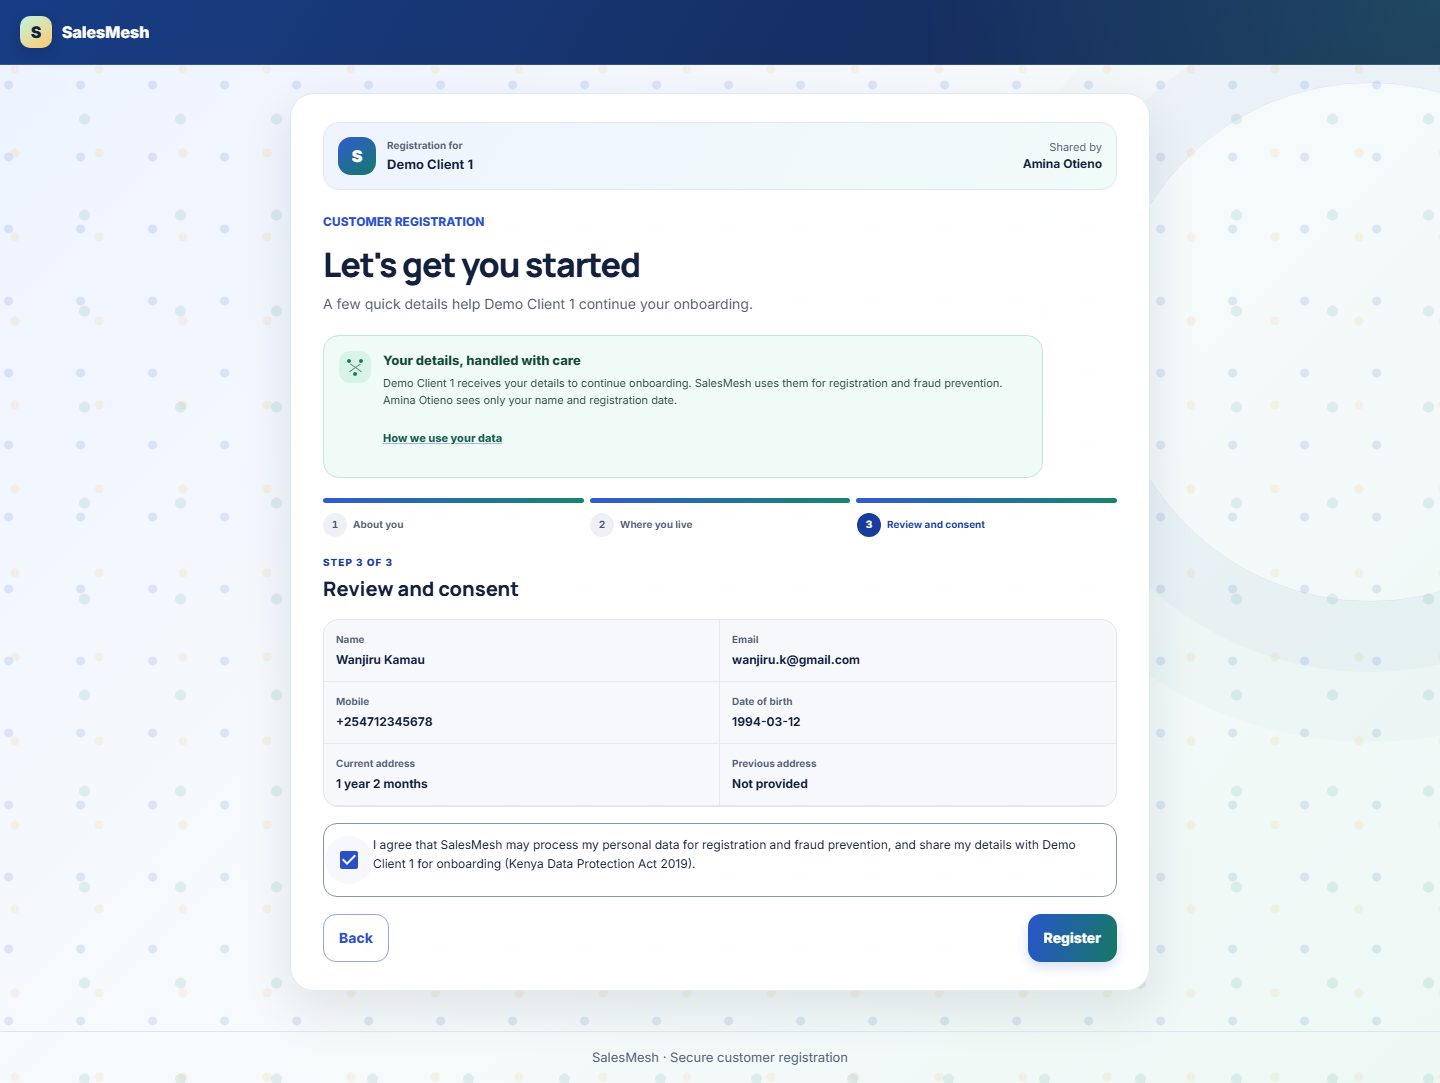 S SalesMesh
S
Registration for
Demo Client 1
Shared by
Amina Otieno
CUSTOMER REGISTRATION
Let's get you started
A few quick details help Demo Client 1 continue your onboarding.
Your details, handled with care
Demo Client 1 receives your details to continue onboarding. SalesMesh uses them for registration and fraud prevention.
Amina Otieno sees only your name and registration date.
How we use your data
1 About you
2 Where you live
3 Review and consent
STEP 3 OF 3
Review and consent
Name
Wanjiru Kamau
Email
wanjiru.k@gmail.com
Mobile
+254712345678
Date of birth
1994-03-12
Current address
1 year 2 months
Previous address
Not provided
I agree that SalesMesh may process my personal data for registration and fraud prevention, and share my details with Demo
Client 1 for onboarding (Kenya Data Protection Act 2019).
Back
Register
SalesMesh · Secure customer registration